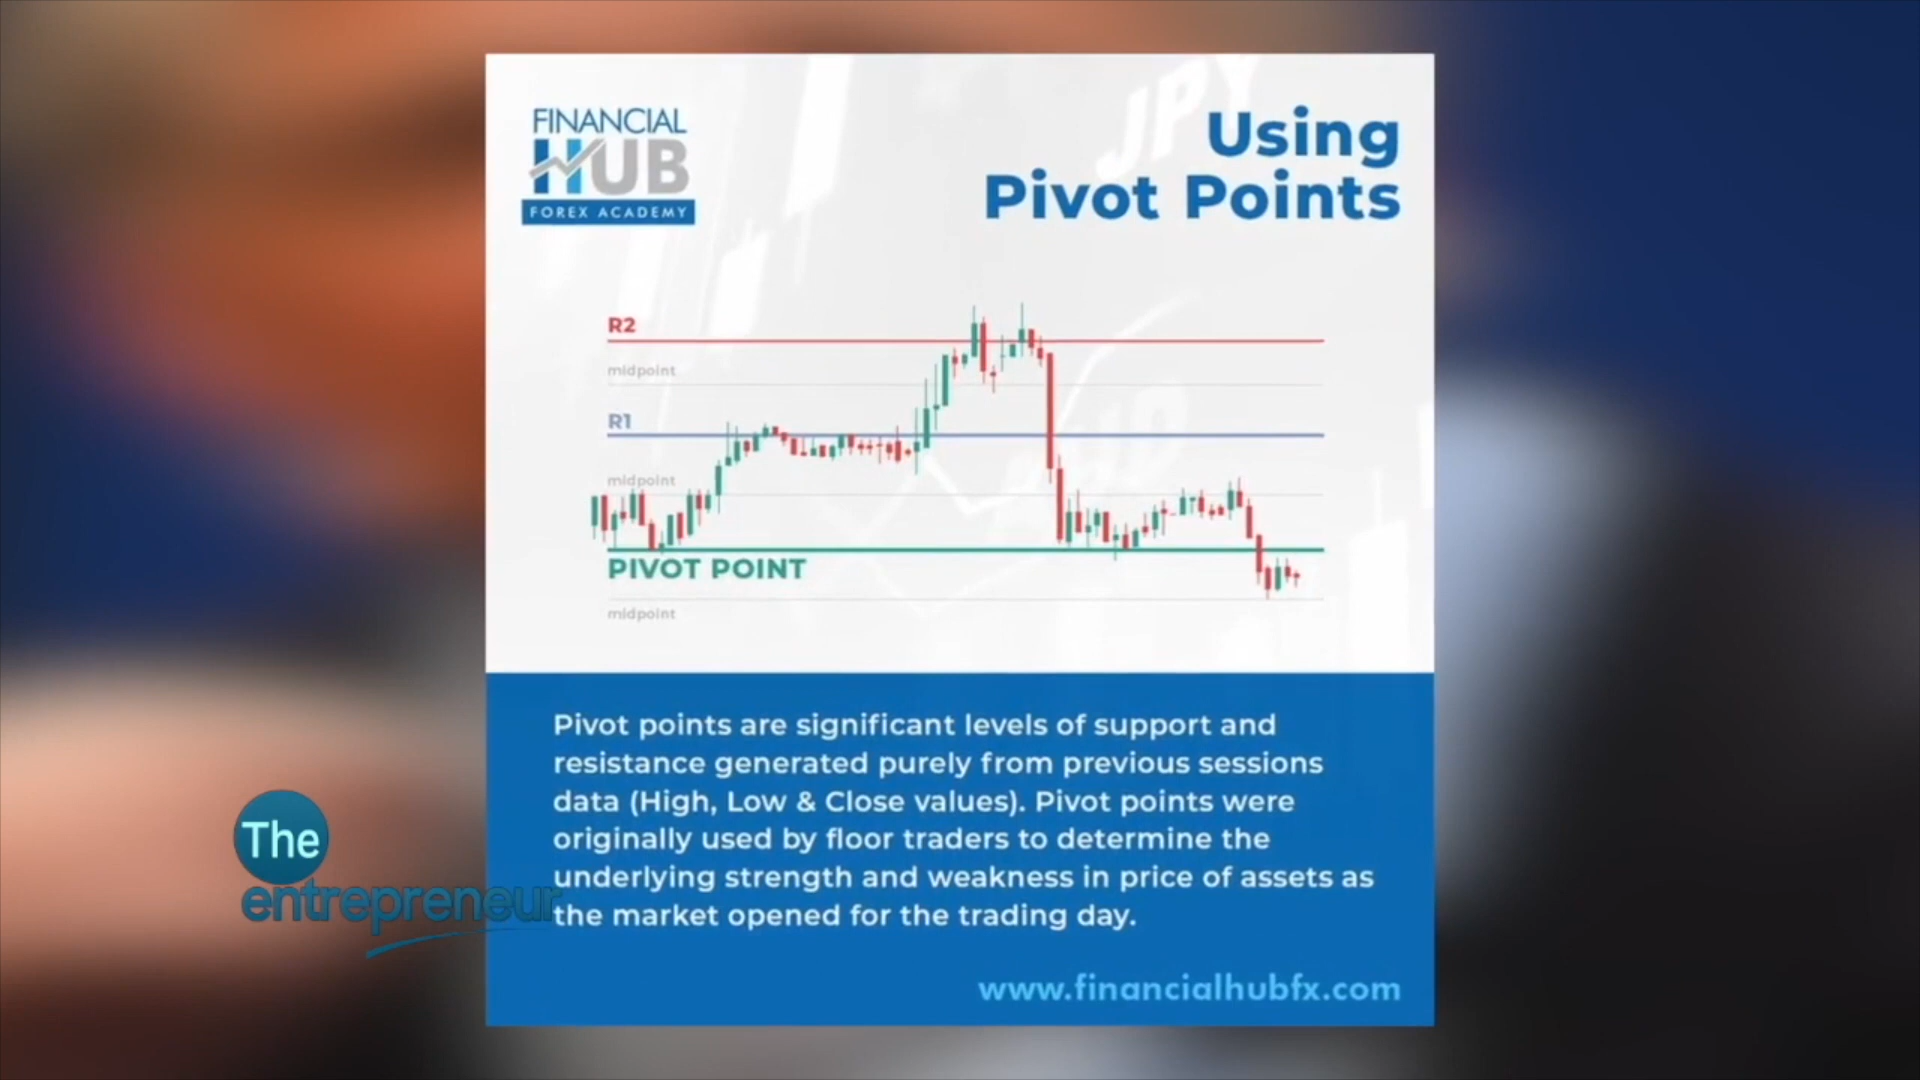 FINANCIAL
HUB
FOREX ACADEMY
Using
Pivot Points
JPY
R2
midpoint
R1
midpoint
PIVOT POINT
midpoint
Pivot points are significant levels of support and
resistance generated purely from previous sessions
data (High, Low & Close values). Pivot points were
originally used by floor traders to determine the
underlying strength and weakness in price of assets as
the market opened for the trading day.
www.financialhubfx.com
The
entrepreneur